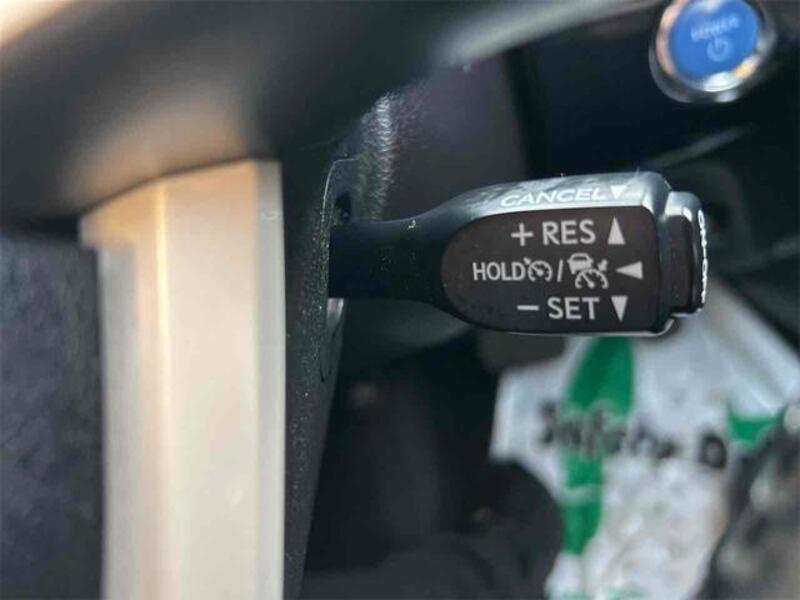 POWER
CANCEL▼
+ RES ▲
HOLD / ◀
− SET ▼